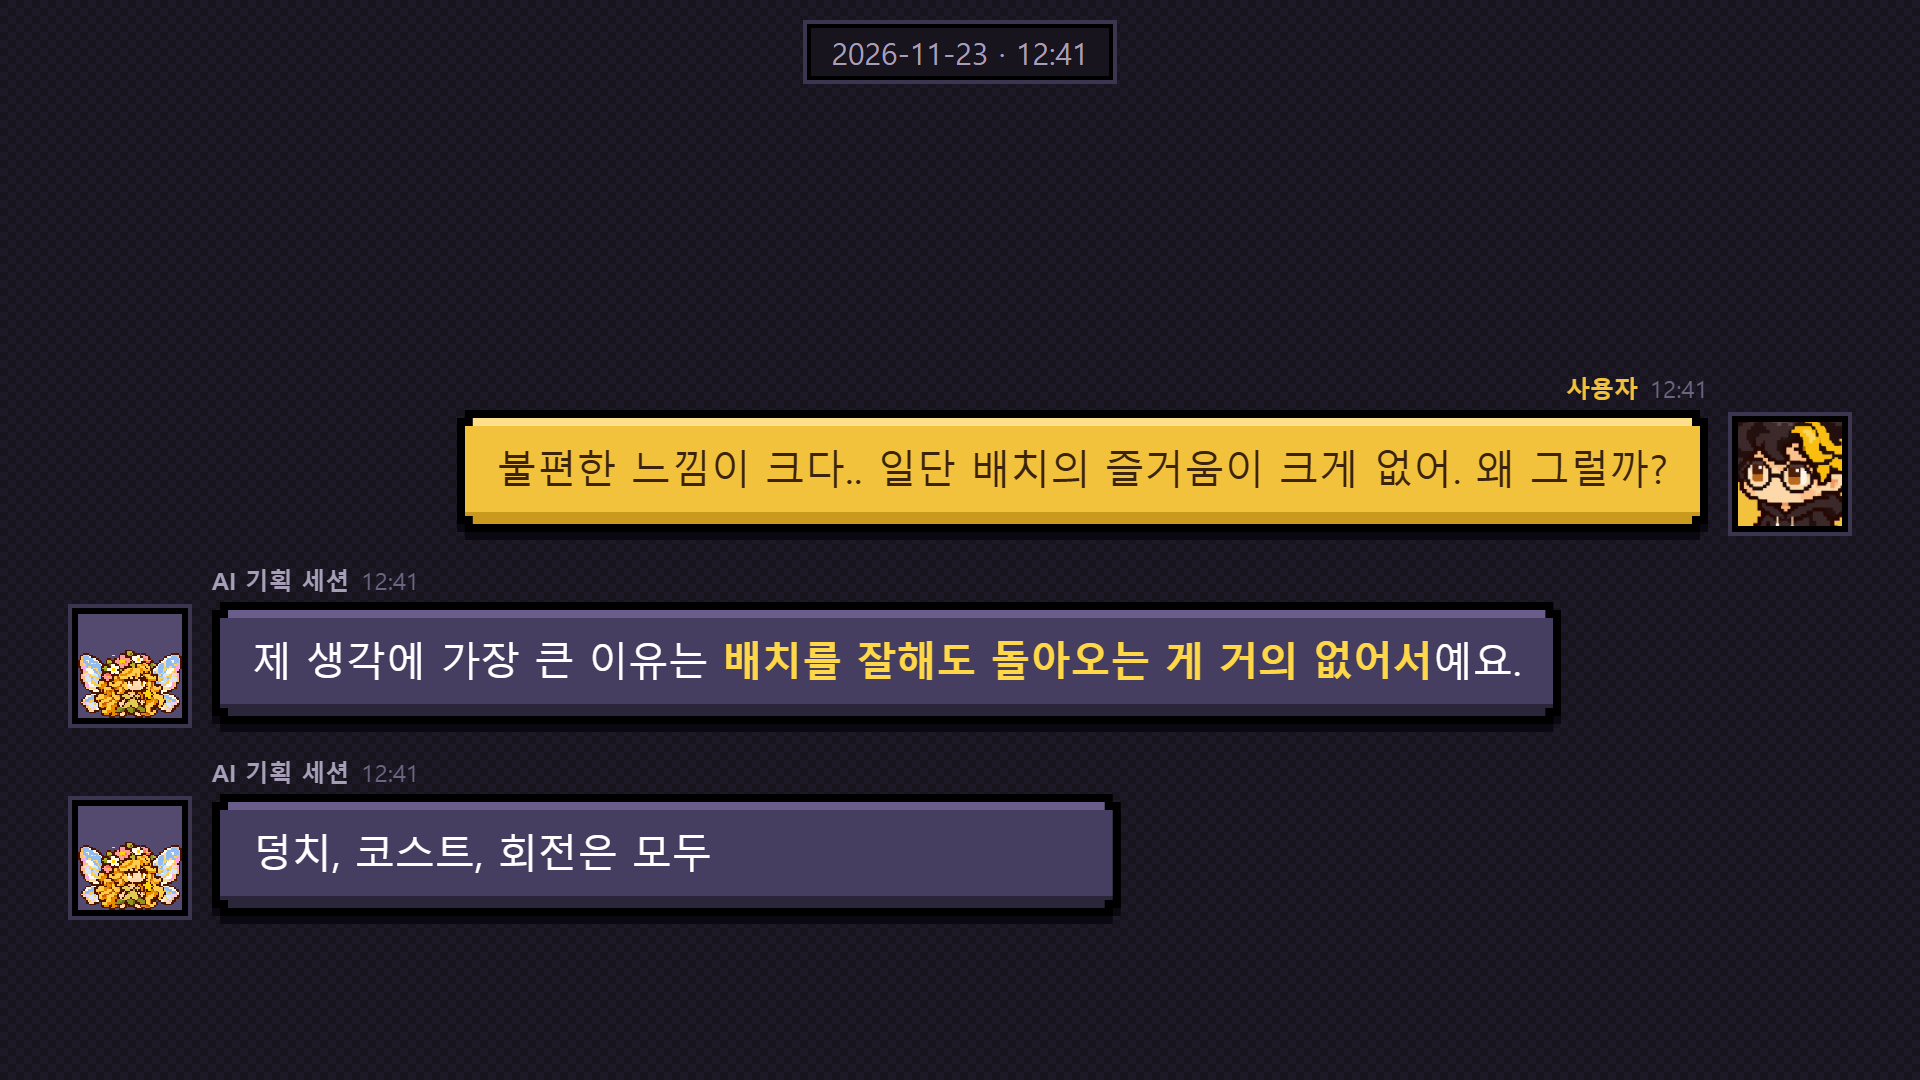 2026-11-23 · 12:41
사용자 12:41
불편한 느낌이 크다.. 일단 배치의 즐거움이 크게 없어. 왜 그럴까?
AI 기획 세션 12:41
제 생각에 가장 큰 이유는 배치를 잘해도 돌아오는 게 거의 없어서예요.
AI 기획 세션 12:41
덩치, 코스트, 회전은 모두